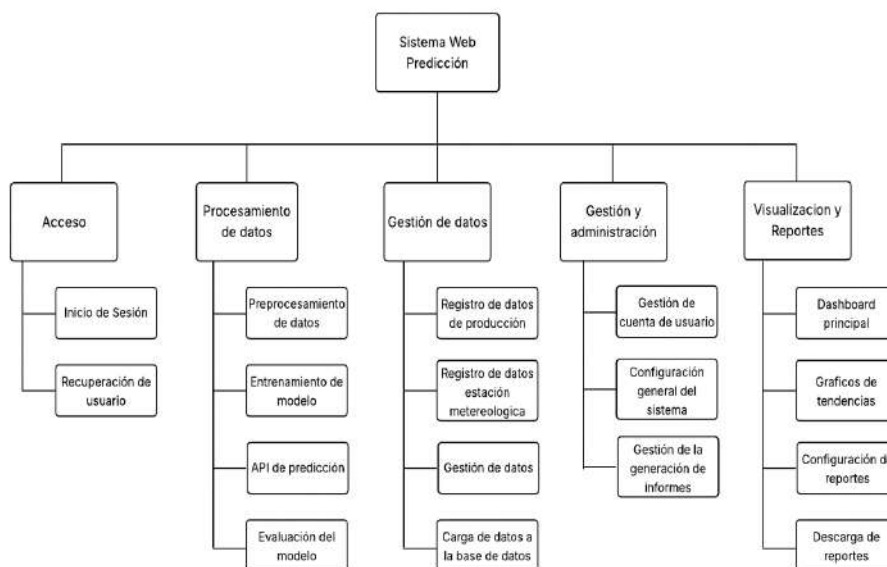 Sistema Web
Predicción
Acceso
Procesamiento
de datos
Gestión de datos
Gestión y
administración
Visualizacion y
Reportes
Inicio de Sesión
Recuperación de
usuario
Preprocesamiento
de datos
Entrenamiento de
modelo
API de predicción
Evaluación del
modelo
Registro de datos
de producción
Registro de datos
estación
metereologica
Gestión de datos
Carga de datos a
la base de datos
Gestión de
cuenta de usuario
Configuración
general del
sistema
Gestión de la
generación de
informes
Dashboard
principal
Graficos de
tendencias
Configuración de
reportes
Descarga de
reportes